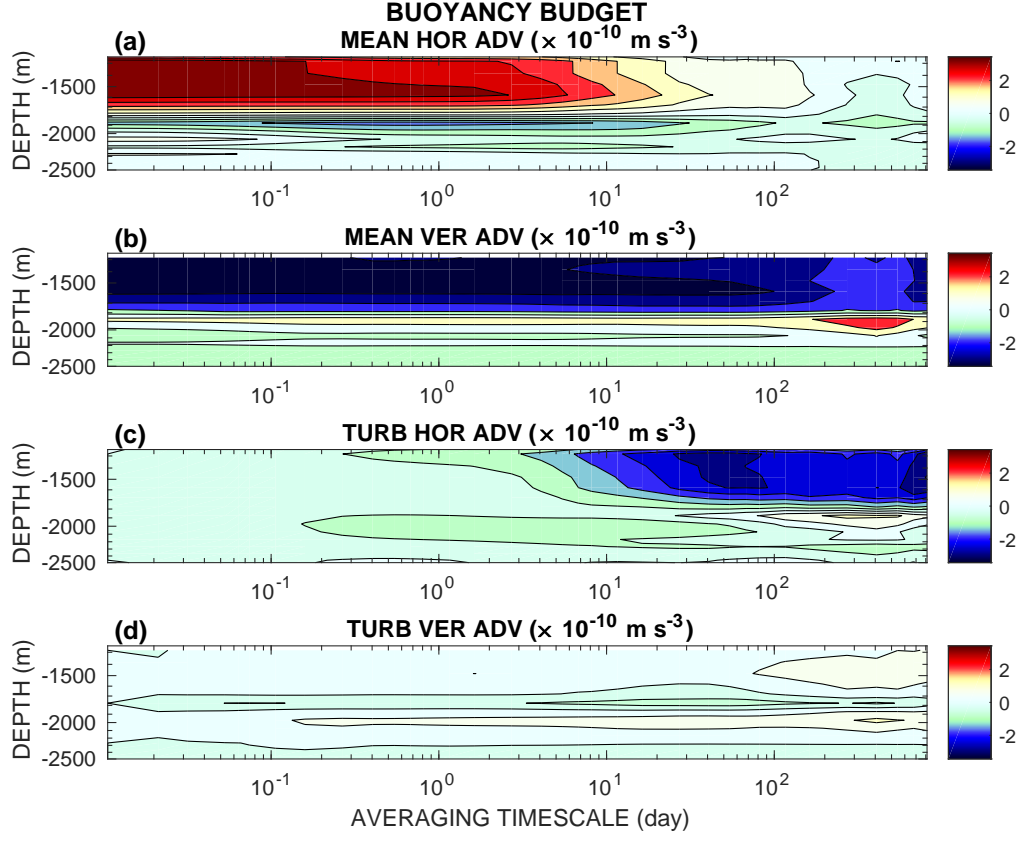 BUOYANCY BUDGET
(a) MEAN HOR ADV (× 10⁻¹⁰ m s⁻³)
DEPTH (m)
-1500
-2000
-2500
10⁻¹ 10⁰ 10¹ 10²
2
0
-2
(b) MEAN VER ADV (× 10⁻¹⁰ m s⁻³)
DEPTH (m)
-1500
-2000
-2500
10⁻¹ 10⁰ 10¹ 10²
2
0
-2
(c) TURB HOR ADV (× 10⁻¹⁰ m s⁻³)
DEPTH (m)
-1500
-2000
-2500
10⁻¹ 10⁰ 10¹ 10²
2
0
-2
(d) TURB VER ADV (× 10⁻¹⁰ m s⁻³)
DEPTH (m)
-1500
-2000
-2500
10⁻¹ 10⁰ 10¹ 10²
2
0
-2
AVERAGING TIMESCALE (day)